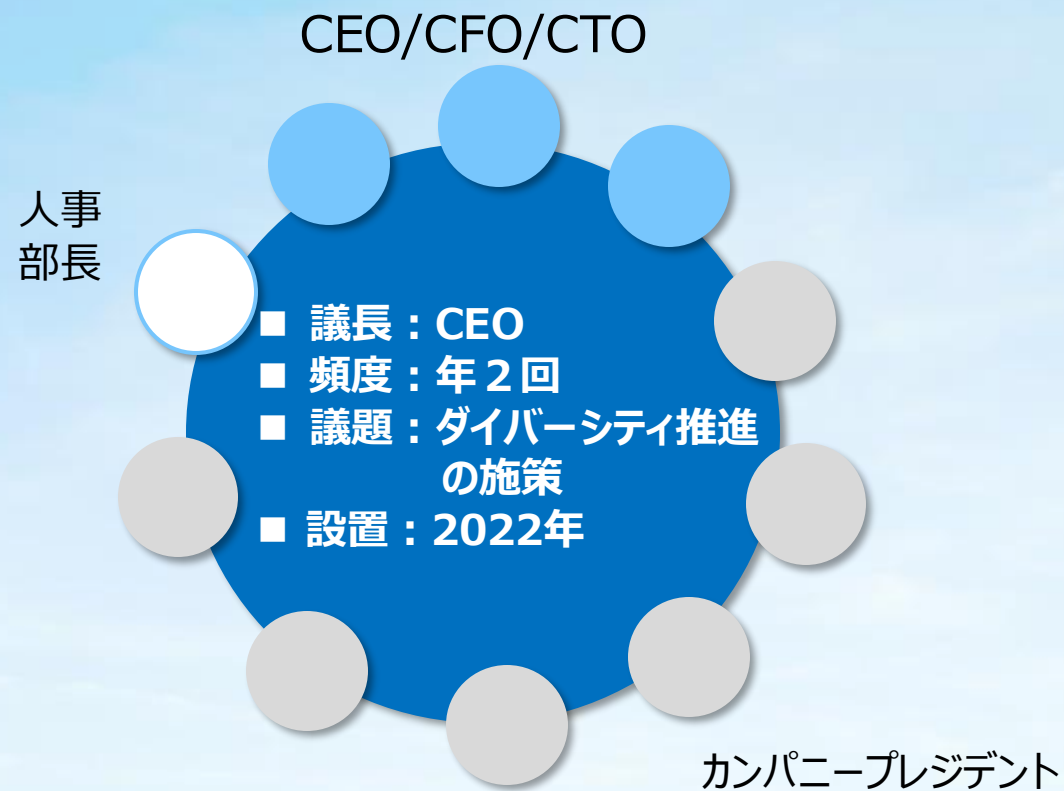 CEO/CFO/CTO
人事
部長
■ 議長：CEO
■ 頻度：年２回
■ 議題：ダイバーシティ推進
の施策
■ 設置：2022年
カンパニープレジデント